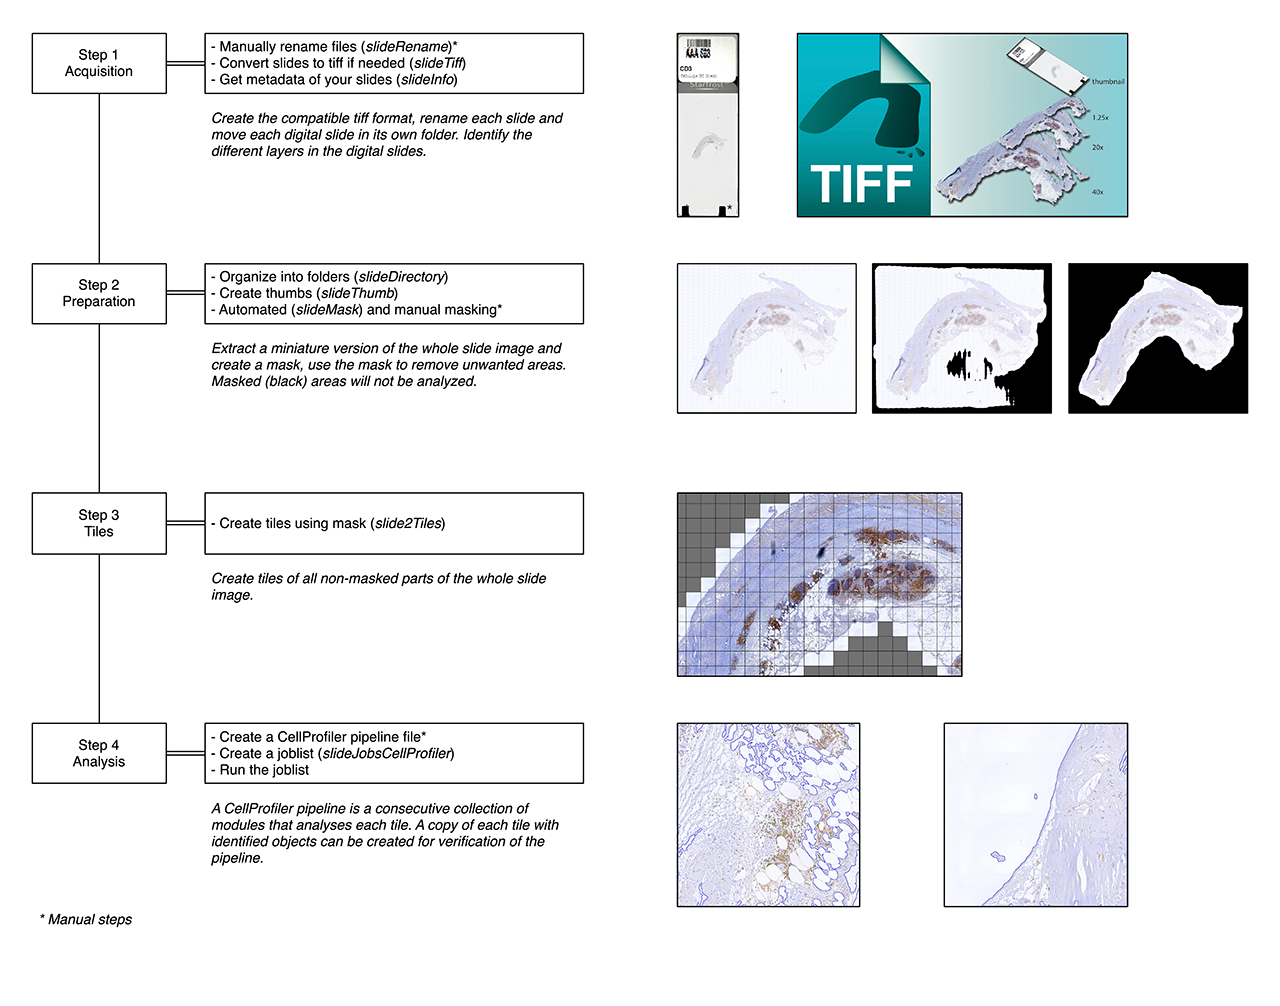 Step 1
Acquisition
- Manually rename files (slideRename)*
- Convert slides to tiff if needed (slideTiff)
- Get metadata of your slides (slideInfo)
Create the compatible tiff format, rename each slide and
move each digital slide in its own folder. Identify the
different layers in the digital slides.
CD3
StarFrost
*
TIFF
thumbnail
1.25x
20x
40x
Step 2
Preparation
- Organize into folders (slideDirectory)
- Create thumbs (slideThumb)
- Automated (slideMask) and manual masking*
Extract a miniature version of the whole slide image and
create a mask, use the mask to remove unwanted areas.
Masked (black) areas will not be analyzed.
Step 3
Tiles
- Create tiles using mask (slide2Tiles)
Create tiles of all non-masked parts of the whole slide
image.
Step 4
Analysis
- Create a CellProfiler pipeline file*
- Create a joblist (slideJobsCellProfiler)
- Run the joblist
A CellProfiler pipeline is a consecutive collection of
modules that analyses each tile. A copy of each tile with
identified objects can be created for verification of the
pipeline.
* Manual steps